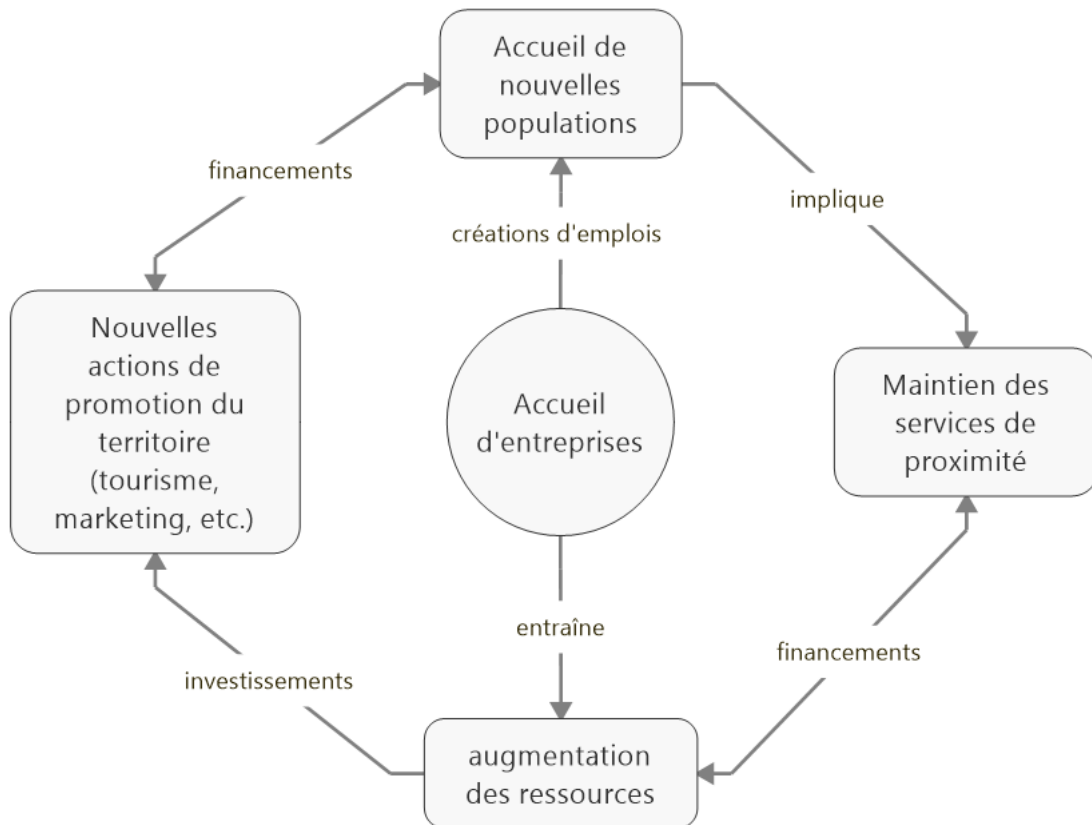 Accueil de
nouvelles
populations
financements
implique
créations d'emplois
Nouvelles
actions de
promotion du
territoire
(tourisme,
marketing, etc.)
Accueil
d'entreprises
Maintien des
services de
proximité
entraîne
financements
investissements
augmentation
des ressources